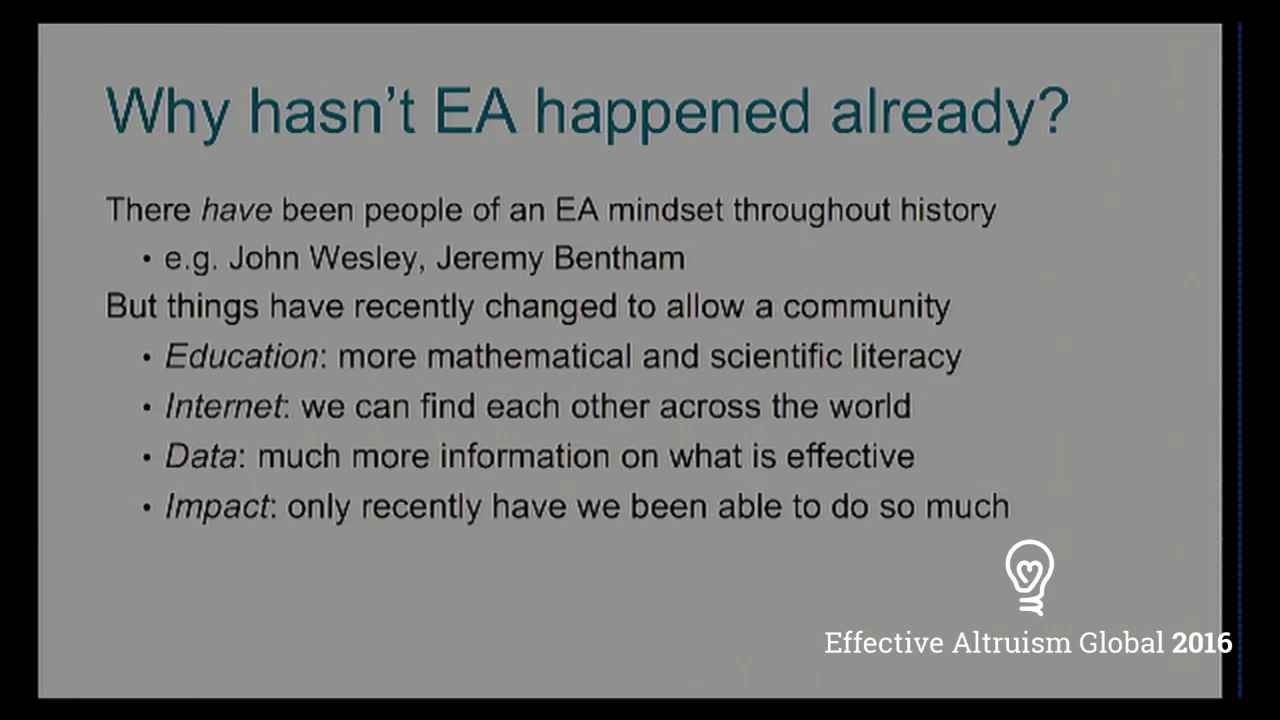 Why hasn't EA happened already?
There have been people of an EA mindset throughout history
• e.g. John Wesley, Jeremy Bentham
But things have recently changed to allow a community
• Education: more mathematical and scientific literacy
• Internet: we can find each other across the world
• Data: much more information on what is effective
• Impact: only recently have we been able to do so much
Effective Altruism Global 2016